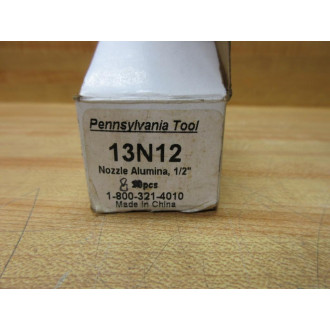 Pennsylvania Tool
13N12
Nozzle Alumina, 1/2"
8 pcs
1-800-321-4010
Made in China